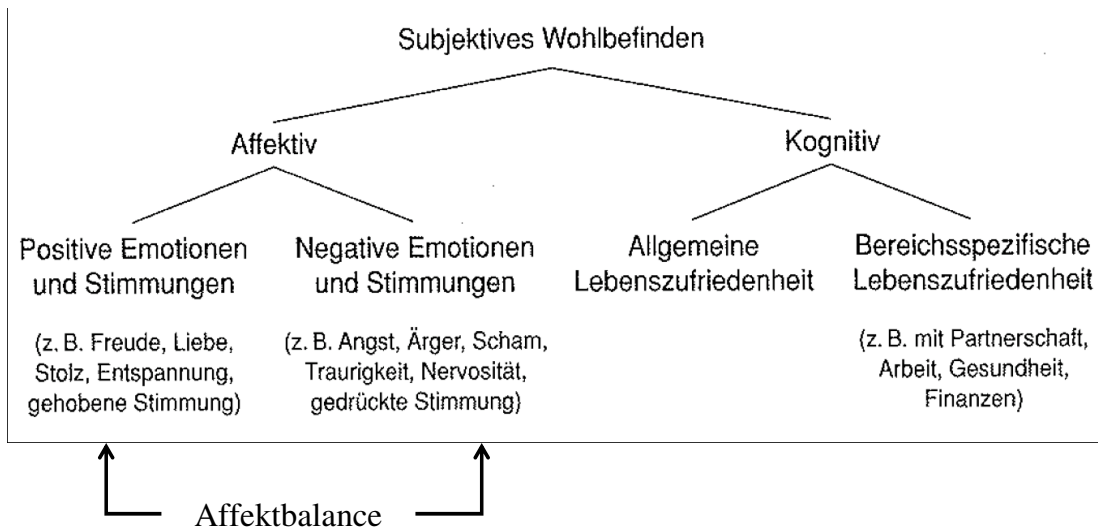 Subjektives Wohlbefinden
Affektiv
Kognitiv
Positive Emotionen
und Stimmungen
(z. B. Freude, Liebe,
Stolz, Entspannung,
gehobene Stimmung)
Negative Emotionen
und Stimmungen
(z. B. Angst, Ärger, Scham,
Traurigkeit, Nervosität,
gedrückte Stimmung)
Allgemeine
Lebenszufriedenheit
Bereichsspezifische
Lebenszufriedenheit
(z. B. mit Partnerschaft,
Arbeit, Gesundheit,
Finanzen)
Affektbalance